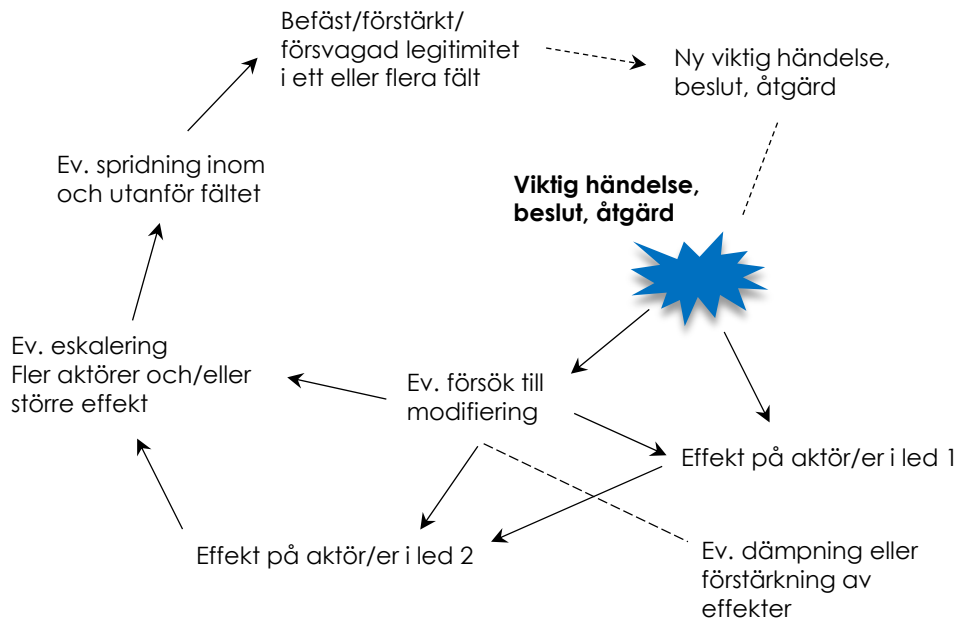 Befäst/förstärkt/
försvagad legitimitet
i ett eller flera fält
Ny viktig händelse,
beslut, åtgärd
Ev. spridning inom
och utanför fältet
Viktig händelse,
beslut, åtgärd
Ev. eskalering
Fler aktörer och/eller
större effekt
Ev. försök till
modifiering
Effekt på aktör/er i led 1
Effekt på aktör/er i led 2
Ev. dämpning eller
förstärkning av
effekter